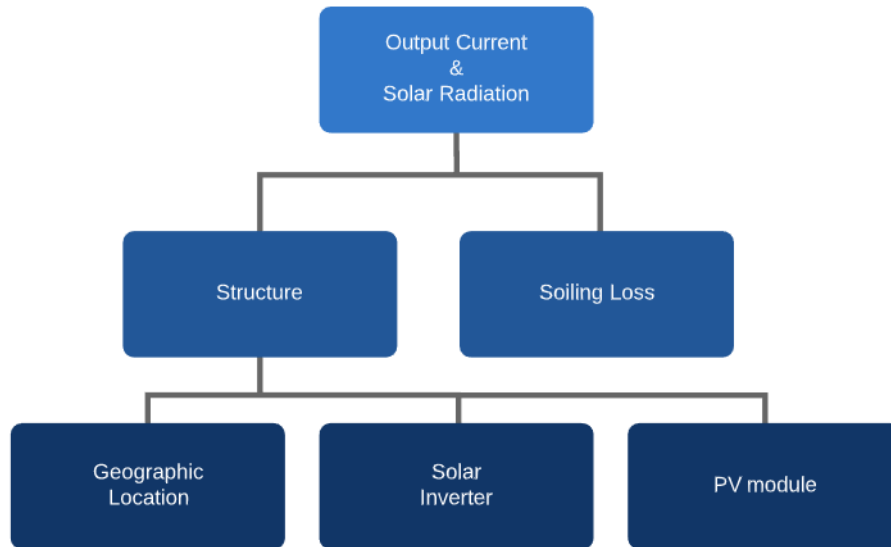 Output Current
&
Solar Radiation
Structure
Soiling Loss
Geographic
Location
Solar
Inverter
PV module